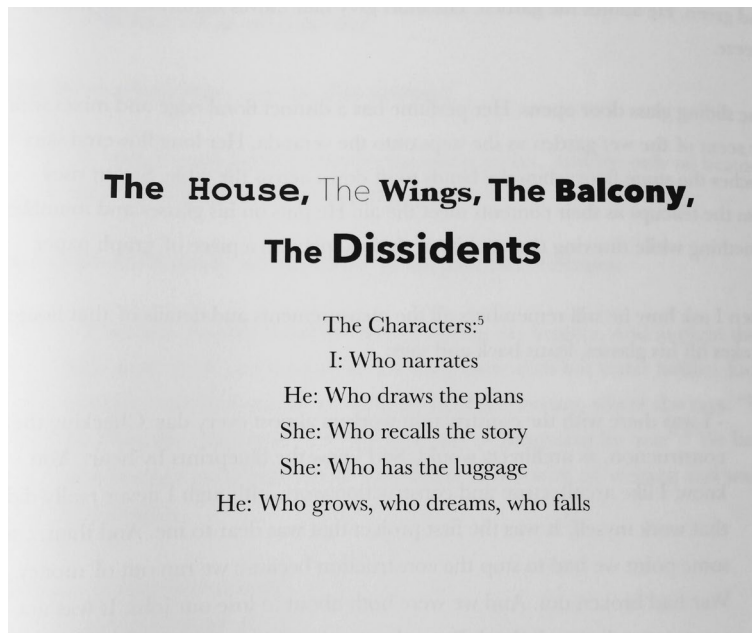 The House, The Wings, The Balcony,
The Dissidents
The Characters:⁵
I: Who narrates
He: Who draws the plans
She: Who recalls the story
She: Who has the luggage
He: Who grows, who dreams, who falls